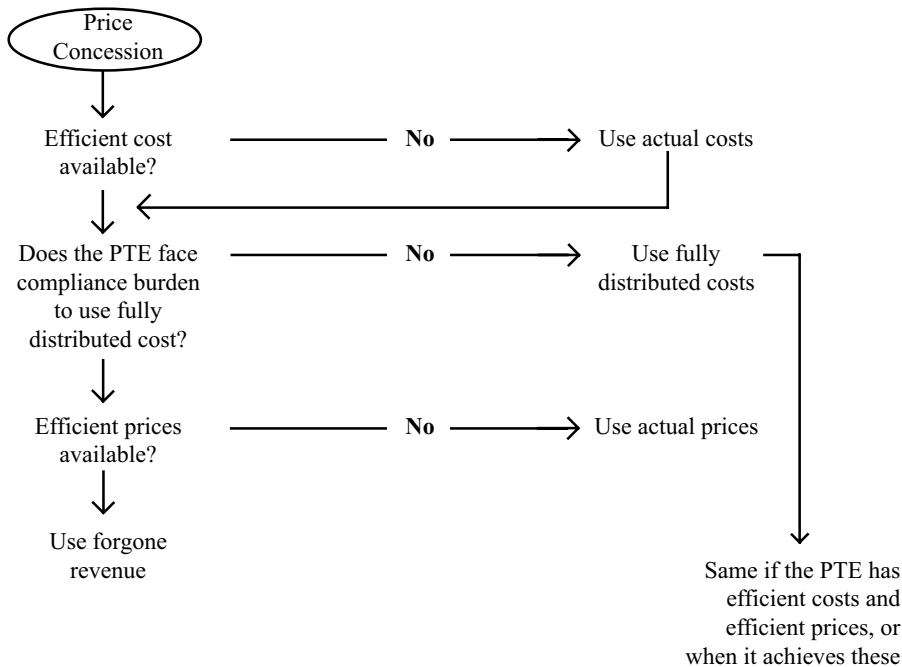 Price
Concession
Efficient cost
available?
No
Use actual costs
Does the PTE face
compliance burden
to use fully
distributed cost?
No
Use fully
distributed costs
Efficient prices
available?
No
Use actual prices
Use forgone
revenue
Same if the PTE has
efficient costs and
efficient prices, or
when it achieves these